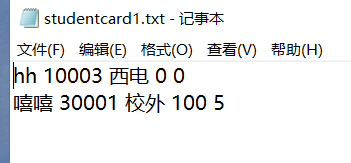 studentcard1.txt - 记事本
文件(F) 编辑(E) 格式(O) 查看(V) 帮助(H)
hh 10003 西电 0 0
嘻嘻 30001 校外 100 5